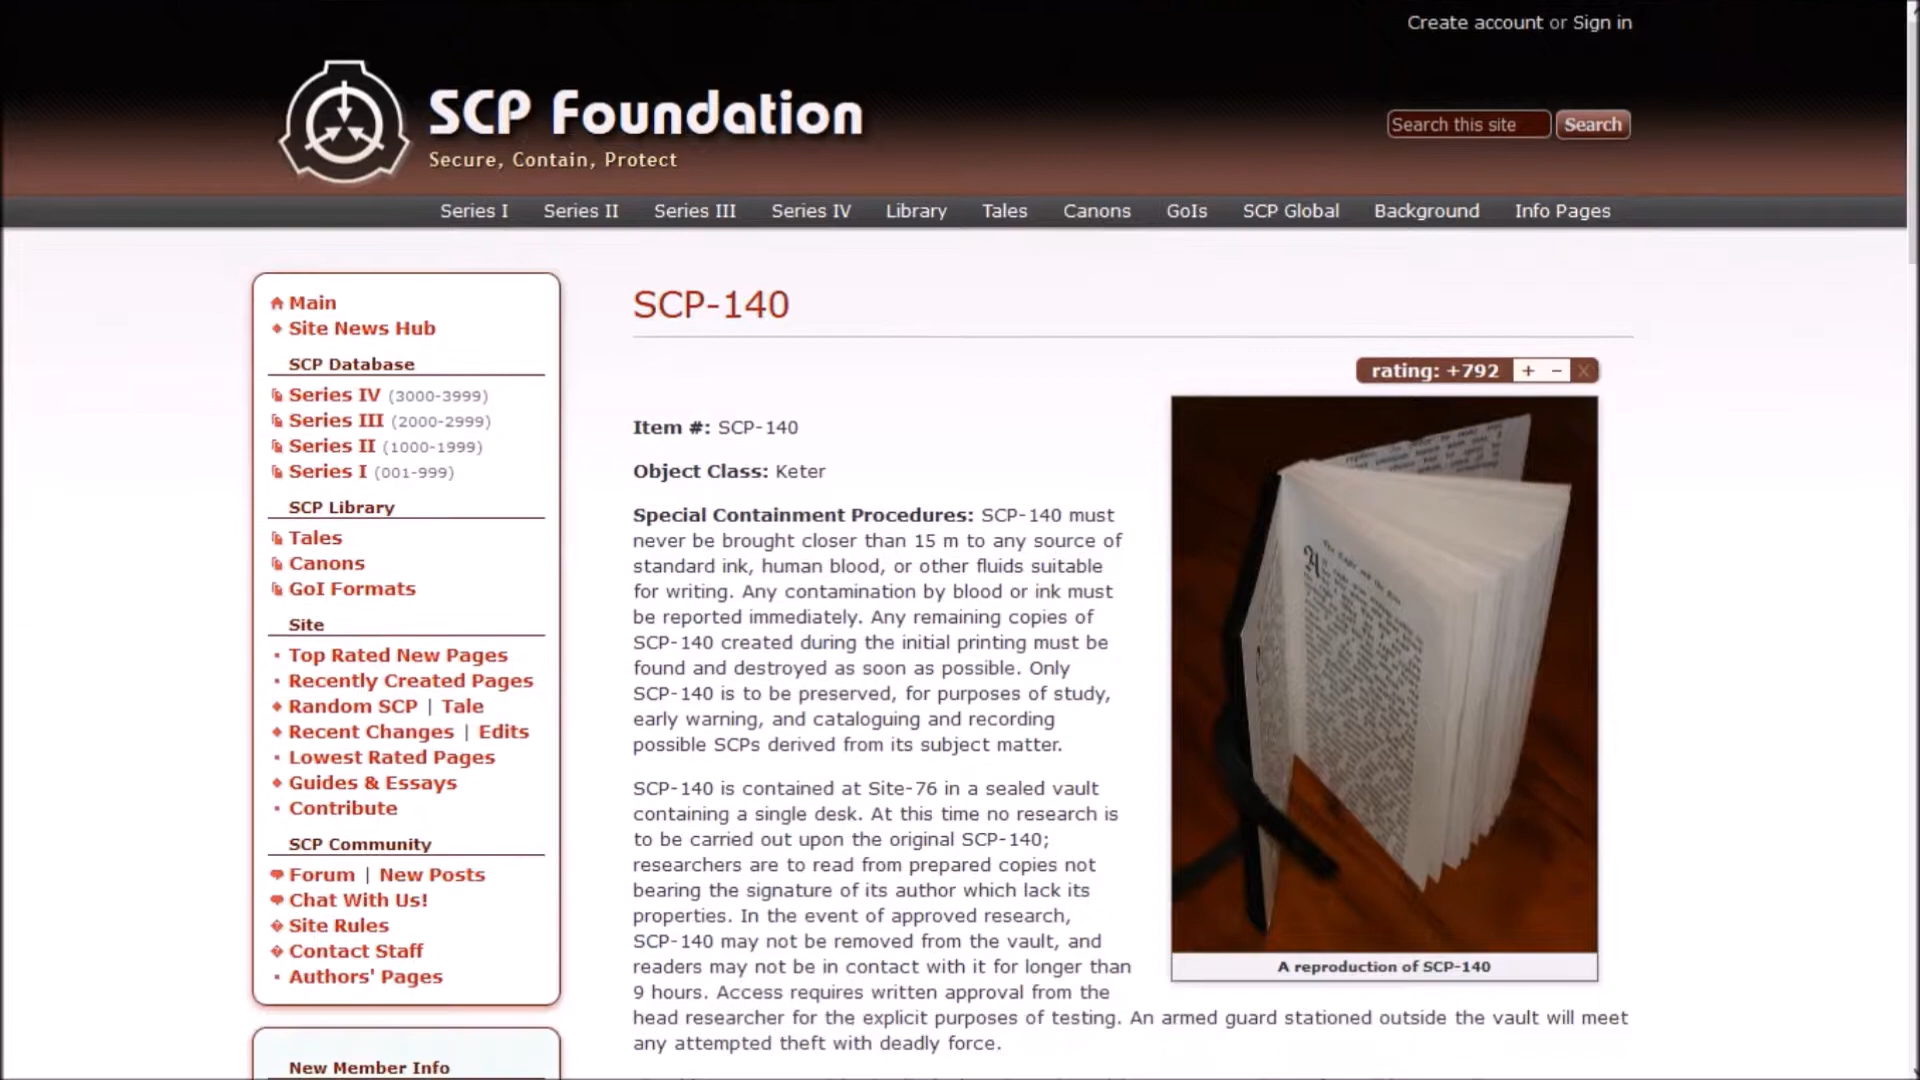 Create account or Sign in
SCP Foundation
Secure, Contain, Protect
Search this site
Search
Series I
Series II
Series III
Series IV
Library
Tales
Canons
GoIs
SCP Global
Background
Info Pages
Main
Site News Hub
SCP Database
Series IV (3000-3999)
Series III (2000-2999)
Series II (1000-1999)
Series I (001-999)
SCP Library
Tales
Canons
GoI Formats
Site
Top Rated New Pages
Recently Created Pages
Random SCP | Tale
Recent Changes | Edits
Lowest Rated Pages
Guides & Essays
Contribute
SCP Community
Forum | New Posts
Chat With Us!
Site Rules
Contact Staff
Authors' Pages
New Member Info
SCP-140
rating: +792 + − X
Item #: SCP-140
Object Class: Keter
Special Containment Procedures: SCP-140 must
never be brought closer than 15 m to any source of
standard ink, human blood, or other fluids suitable
for writing. Any contamination by blood or ink must
be reported immediately. Any remaining copies of
SCP-140 created during the initial printing must be
found and destroyed as soon as possible. Only
SCP-140 is to be preserved, for purposes of study,
early warning, and cataloguing and recording
possible SCPs derived from its subject matter.
SCP-140 is contained at Site-76 in a sealed vault
containing a single desk. At this time no research is
to be carried out upon the original SCP-140;
researchers are to read from prepared copies not
bearing the signature of its author which lack its
properties. In the event of approved research,
SCP-140 may not be removed from the vault, and
readers may not be in contact with it for longer than
9 hours. Access requires written approval from the
head researcher for the explicit purposes of testing. An armed guard stationed outside the vault will meet
any attempted theft with deadly force.
A reproduction of SCP-140